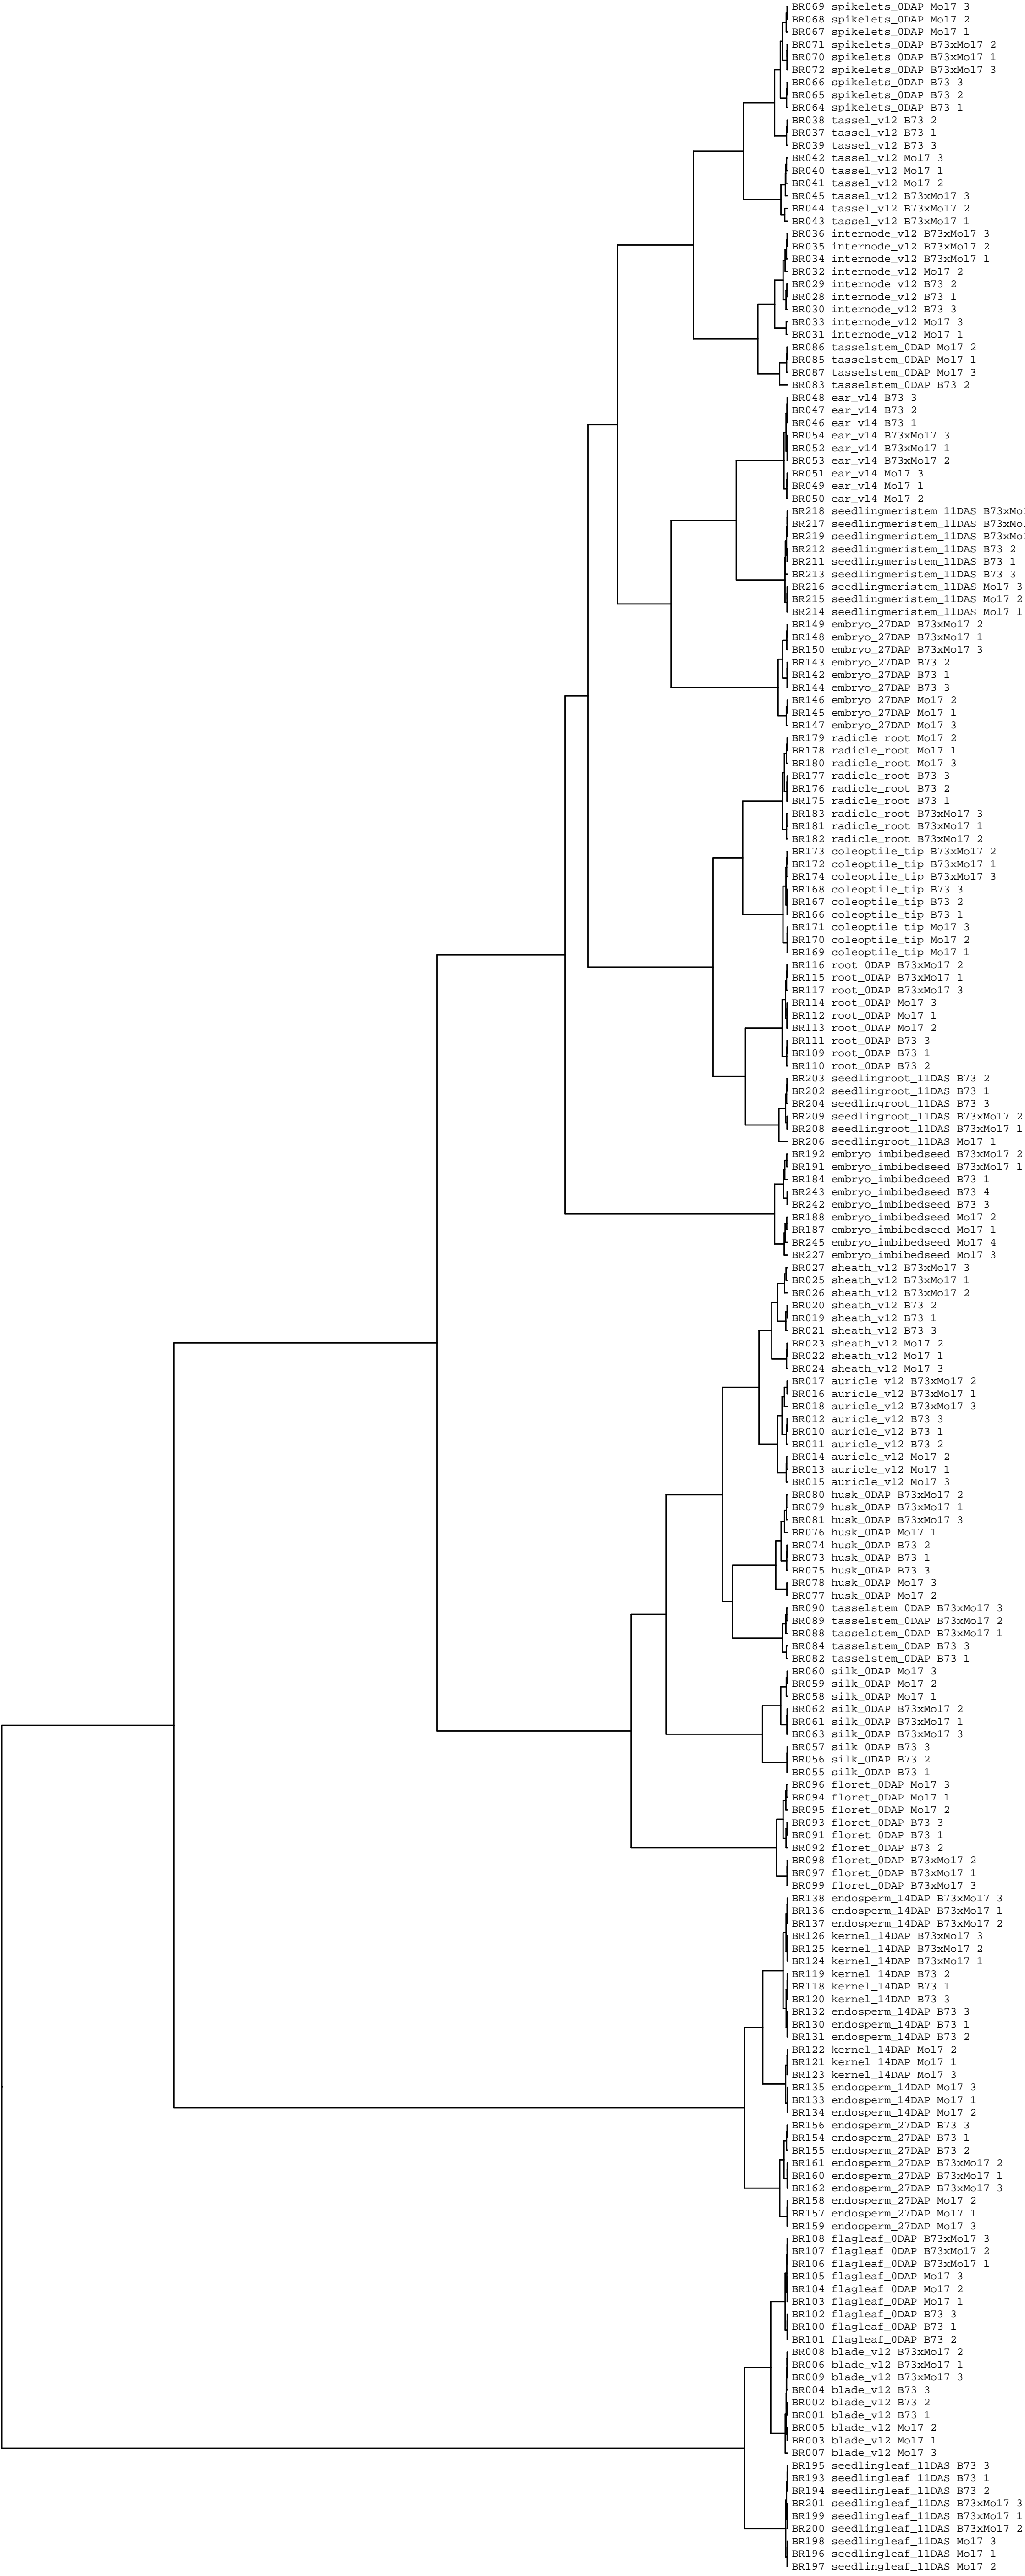 BR069 spikelets_0DAP Mo17 3
BR068 spikelets_0DAP Mo17 2
BR067 spikelets_0DAP Mo17 1
BR071 spikelets_0DAP B73xMo17 2
BR070 spikelets_0DAP B73xMo17 1
BR072 spikelets_0DAP B73xMo17 3
BR066 spikelets_0DAP B73 3
BR065 spikelets_0DAP B73 2
BR064 spikelets_0DAP B73 1
BR038 tassel_v12 B73 2
BR037 tassel_v12 B73 1
BR039 tassel_v12 B73 3
BR042 tassel_v12 Mo17 3
BR040 tassel_v12 Mo17 1
BR041 tassel_v12 Mo17 2
BR045 tassel_v12 B73xMo17 3
BR044 tassel_v12 B73xMo17 2
BR043 tassel_v12 B73xMo17 1
BR036 internode_v12 B73xMo17 3
BR035 internode_v12 B73xMo17 2
BR034 internode_v12 B73xMo17 1
BR032 internode_v12 Mo17 2
BR029 internode_v12 B73 2
BR028 internode_v12 B73 1
BR030 internode_v12 B73 3
BR033 internode_v12 Mo17 3
BR031 internode_v12 Mo17 1
BR086 tasselstem_0DAP Mo17 2
BR085 tasselstem_0DAP Mo17 1
BR087 tasselstem_0DAP Mo17 3
BR083 tasselstem_0DAP B73 2
BR048 ear_v14 B73 3
BR047 ear_v14 B73 2
BR046 ear_v14 B73 1
BR054 ear_v14 B73xMo17 3
BR052 ear_v14 B73xMo17 1
BR053 ear_v14 B73xMo17 2
BR051 ear_v14 Mo17 3
BR049 ear_v14 Mo17 1
BR050 ear_v14 Mo17 2
BR218 seedlingmeristem_11DAS B73xMo
BR217 seedlingmeristem_11DAS B73xMo
BR219 seedlingmeristem_11DAS B73xMo
BR212 seedlingmeristem_11DAS B73 2
BR211 seedlingmeristem_11DAS B73 1
BR213 seedlingmeristem_11DAS B73 3
BR216 seedlingmeristem_11DAS Mo17 3
BR215 seedlingmeristem_11DAS Mo17 2
BR214 seedlingmeristem_11DAS Mo17 1
BR149 embryo_27DAP B73xMo17 2
BR148 embryo_27DAP B73xMo17 1
BR150 embryo_27DAP B73xMo17 3
BR143 embryo_27DAP B73 2
BR142 embryo_27DAP B73 1
BR144 embryo_27DAP B73 3
BR146 embryo_27DAP Mo17 2
BR145 embryo_27DAP Mo17 1
BR147 embryo_27DAP Mo17 3
BR179 radicle_root Mo17 2
BR178 radicle_root Mo17 1
BR180 radicle_root Mo17 3
BR177 radicle_root B73 3
BR176 radicle_root B73 2
BR175 radicle_root B73 1
BR183 radicle_root B73xMo17 3
BR181 radicle_root B73xMo17 1
BR182 radicle_root B73xMo17 2
BR173 coleoptile_tip B73xMo17 2
BR172 coleoptile_tip B73xMo17 1
BR174 coleoptile_tip B73xMo17 3
BR168 coleoptile_tip B73 3
BR167 coleoptile_tip B73 2
BR166 coleoptile_tip B73 1
BR171 coleoptile_tip Mo17 3
BR170 coleoptile_tip Mo17 2
BR169 coleoptile_tip Mo17 1
BR116 root_0DAP B73xMo17 2
BR115 root_0DAP B73xMo17 1
BR117 root_0DAP B73xMo17 3
BR114 root_0DAP Mo17 3
BR112 root_0DAP Mo17 1
BR113 root_0DAP Mo17 2
BR111 root_0DAP B73 3
BR109 root_0DAP B73 1
BR110 root_0DAP B73 2
BR203 seedlingroot_11DAS B73 2
BR202 seedlingroot_11DAS B73 1
BR204 seedlingroot_11DAS B73 3
BR209 seedlingroot_11DAS B73xMo17 2
BR208 seedlingroot_11DAS B73xMo17 1
BR206 seedlingroot_11DAS Mo17 1
BR192 embryo_imbibedseed B73xMo17 2
BR191 embryo_imbibedseed B73xMo17 1
BR184 embryo_imbibedseed B73 1
BR243 embryo_imbibedseed B73 4
BR242 embryo_imbibedseed B73 3
BR188 embryo_imbibedseed Mo17 2
BR187 embryo_imbibedseed Mo17 1
BR245 embryo_imbibedseed Mo17 4
BR227 embryo_imbibedseed Mo17 3
BR027 sheath_v12 B73xMo17 3
BR025 sheath_v12 B73xMo17 1
BR026 sheath_v12 B73xMo17 2
BR020 sheath_v12 B73 2
BR019 sheath_v12 B73 1
BR021 sheath_v12 B73 3
BR023 sheath_v12 Mo17 2
BR022 sheath_v12 Mo17 1
BR024 sheath_v12 Mo17 3
BR017 auricle_v12 B73xMo17 2
BR016 auricle_v12 B73xMo17 1
BR018 auricle_v12 B73xMo17 3
BR012 auricle_v12 B73 3
BR010 auricle_v12 B73 1
BR011 auricle_v12 B73 2
BR014 auricle_v12 Mo17 2
BR013 auricle_v12 Mo17 1
BR015 auricle_v12 Mo17 3
BR080 husk_0DAP B73xMo17 2
BR079 husk_0DAP B73xMo17 1
BR081 husk_0DAP B73xMo17 3
BR076 husk_0DAP Mo17 1
BR074 husk_0DAP B73 2
BR073 husk_0DAP B73 1
BR075 husk_0DAP B73 3
BR078 husk_0DAP Mo17 3
BR077 husk_0DAP Mo17 2
BR090 tasselstem_0DAP B73xMo17 3
BR089 tasselstem_0DAP B73xMo17 2
BR088 tasselstem_0DAP B73xMo17 1
BR084 tasselstem_0DAP B73 3
BR082 tasselstem_0DAP B73 1
BR060 silk_0DAP Mo17 3
BR059 silk_0DAP Mo17 2
BR058 silk_0DAP Mo17 1
BR062 silk_0DAP B73xMo17 2
BR061 silk_0DAP B73xMo17 1
BR063 silk_0DAP B73xMo17 3
BR057 silk_0DAP B73 3
BR056 silk_0DAP B73 2
BR055 silk_0DAP B73 1
BR096 floret_0DAP Mo17 3
BR094 floret_0DAP Mo17 1
BR095 floret_0DAP Mo17 2
BR093 floret_0DAP B73 3
BR091 floret_0DAP B73 1
BR092 floret_0DAP B73 2
BR098 floret_0DAP B73xMo17 2
BR097 floret_0DAP B73xMo17 1
BR099 floret_0DAP B73xMo17 3
BR138 endosperm_14DAP B73xMo17 3
BR136 endosperm_14DAP B73xMo17 1
BR137 endosperm_14DAP B73xMo17 2
BR126 kernel_14DAP B73xMo17 3
BR125 kernel_14DAP B73xMo17 2
BR124 kernel_14DAP B73xMo17 1
BR119 kernel_14DAP B73 2
BR118 kernel_14DAP B73 1
BR120 kernel_14DAP B73 3
BR132 endosperm_14DAP B73 3
BR130 endosperm_14DAP B73 1
BR131 endosperm_14DAP B73 2
BR122 kernel_14DAP Mo17 2
BR121 kernel_14DAP Mo17 1
BR123 kernel_14DAP Mo17 3
BR135 endosperm_14DAP Mo17 3
BR133 endosperm_14DAP Mo17 1
BR134 endosperm_14DAP Mo17 2
BR156 endosperm_27DAP B73 3
BR154 endosperm_27DAP B73 1
BR155 endosperm_27DAP B73 2
BR161 endosperm_27DAP B73xMo17 2
BR160 endosperm_27DAP B73xMo17 1
BR162 endosperm_27DAP B73xMo17 3
BR158 endosperm_27DAP Mo17 2
BR157 endosperm_27DAP Mo17 1
BR159 endosperm_27DAP Mo17 3
BR108 flagleaf_0DAP B73xMo17 3
BR107 flagleaf_0DAP B73xMo17 2
BR106 flagleaf_0DAP B73xMo17 1
BR105 flagleaf_0DAP Mo17 3
BR104 flagleaf_0DAP Mo17 2
BR103 flagleaf_0DAP Mo17 1
BR102 flagleaf_0DAP B73 3
BR100 flagleaf_0DAP B73 1
BR101 flagleaf_0DAP B73 2
BR008 blade_v12 B73xMo17 2
BR006 blade_v12 B73xMo17 1
BR009 blade_v12 B73xMo17 3
BR004 blade_v12 B73 3
BR002 blade_v12 B73 2
BR001 blade_v12 B73 1
BR005 blade_v12 Mo17 2
BR003 blade_v12 Mo17 1
BR007 blade_v12 Mo17 3
BR195 seedlingleaf_11DAS B73 3
BR193 seedlingleaf_11DAS B73 1
BR194 seedlingleaf_11DAS B73 2
BR201 seedlingleaf_11DAS B73xMo17 3
BR199 seedlingleaf_11DAS B73xMo17 1
BR200 seedlingleaf_11DAS B73xMo17 2
BR198 seedlingleaf_11DAS Mo17 3
BR196 seedlingleaf_11DAS Mo17 1
BR197 seedlingleaf_11DAS Mo17 2